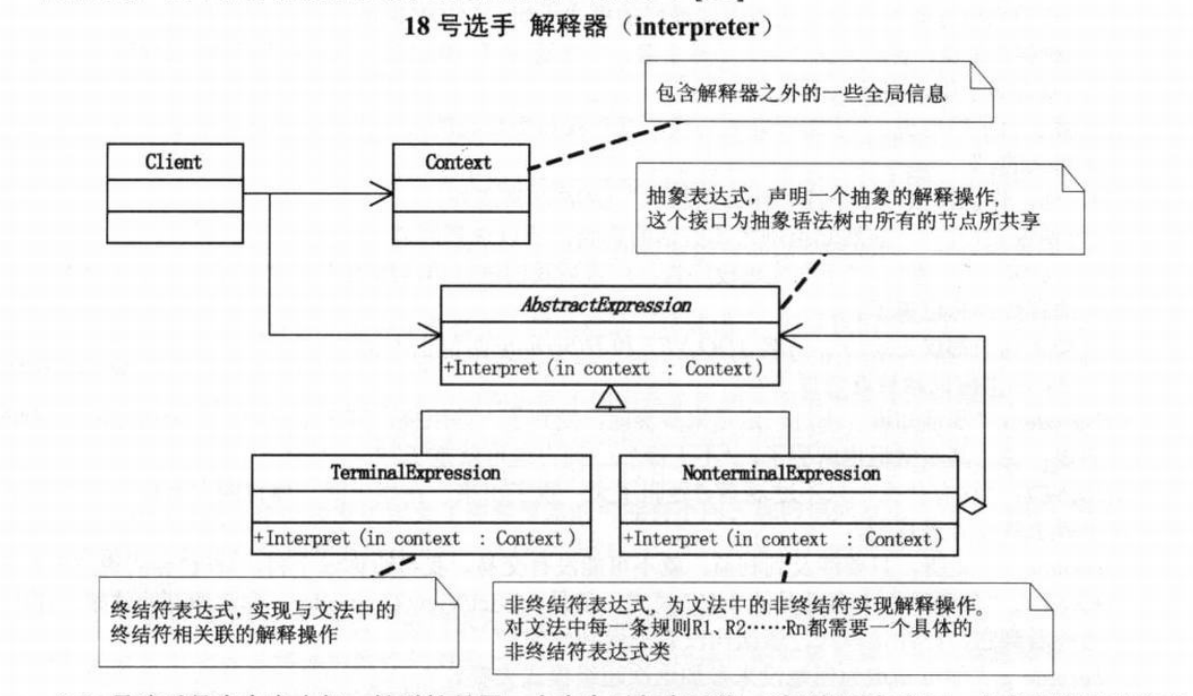 18 号选手 解释器（interpreter）
包含解释器之外的一些全局信息
Client
Context
抽象表达式，声明一个抽象的解释操作，
这个接口为抽象语法树中所有的节点所共享
AbstractExpression
+Interpret(in context : Context)
TerminalExpression
NonterminalExpression
+Interpret(in context : Context)
+Interpret(in context : Context)
终结符表达式，实现与文法中的
终结符相关联的解释操作
非终结符表达式，为文法中的非终结符实现解释操作。
对文法中每一条规则R1、R2……Rn都需要一个具体的
非终结符表达式类